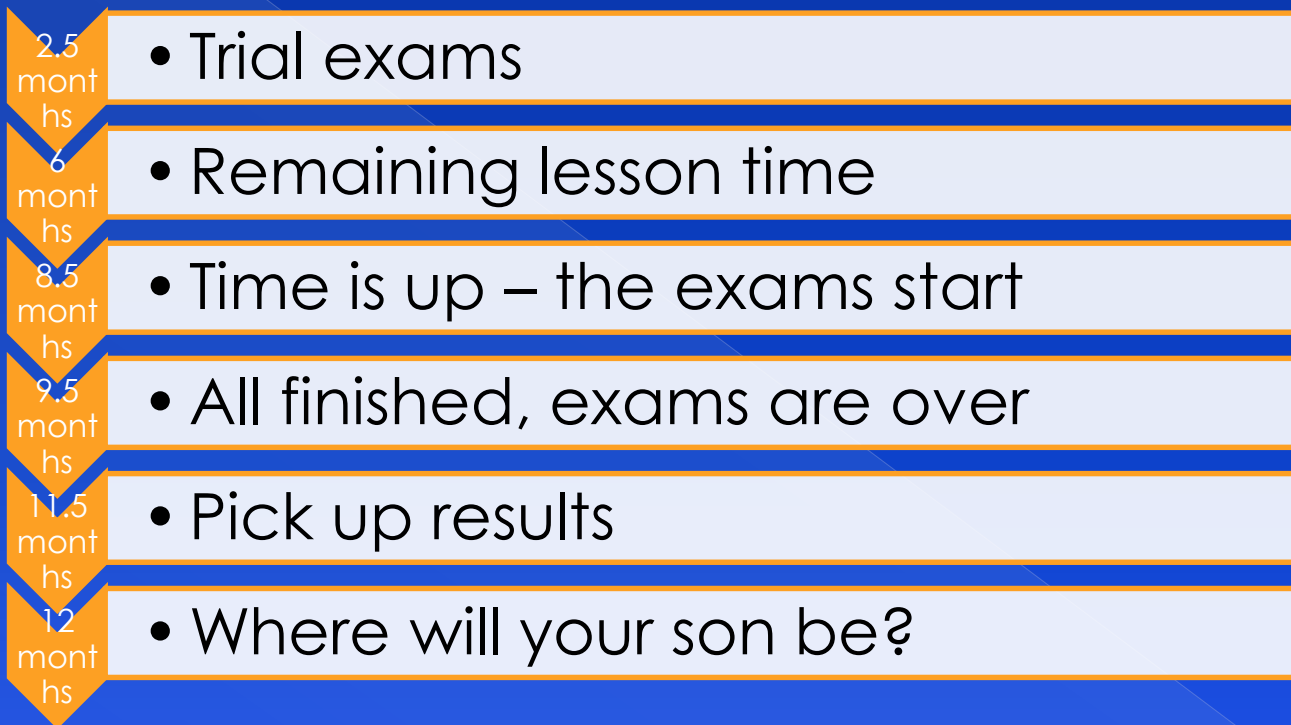 2.5
mont
hs
• Trial exams
6
mont
hs
• Remaining lesson time
8.5
mont
hs
• Time is up – the exams start
9.5
mont
hs
• All finished, exams are over
11.5
mont
hs
• Pick up results
12
mont
hs
• Where will your son be?